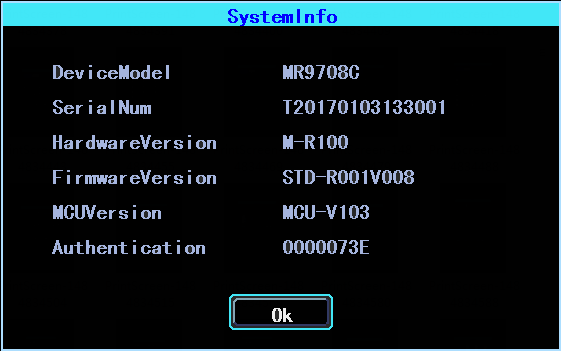 SystemInfo
DeviceModel MR9708C
SerialNum T20170103133001
HardwareVersion M-R100
FirmwareVersion STD-R001V008
MCUVersion MCU-V103
Authentication 0000073E
Ok